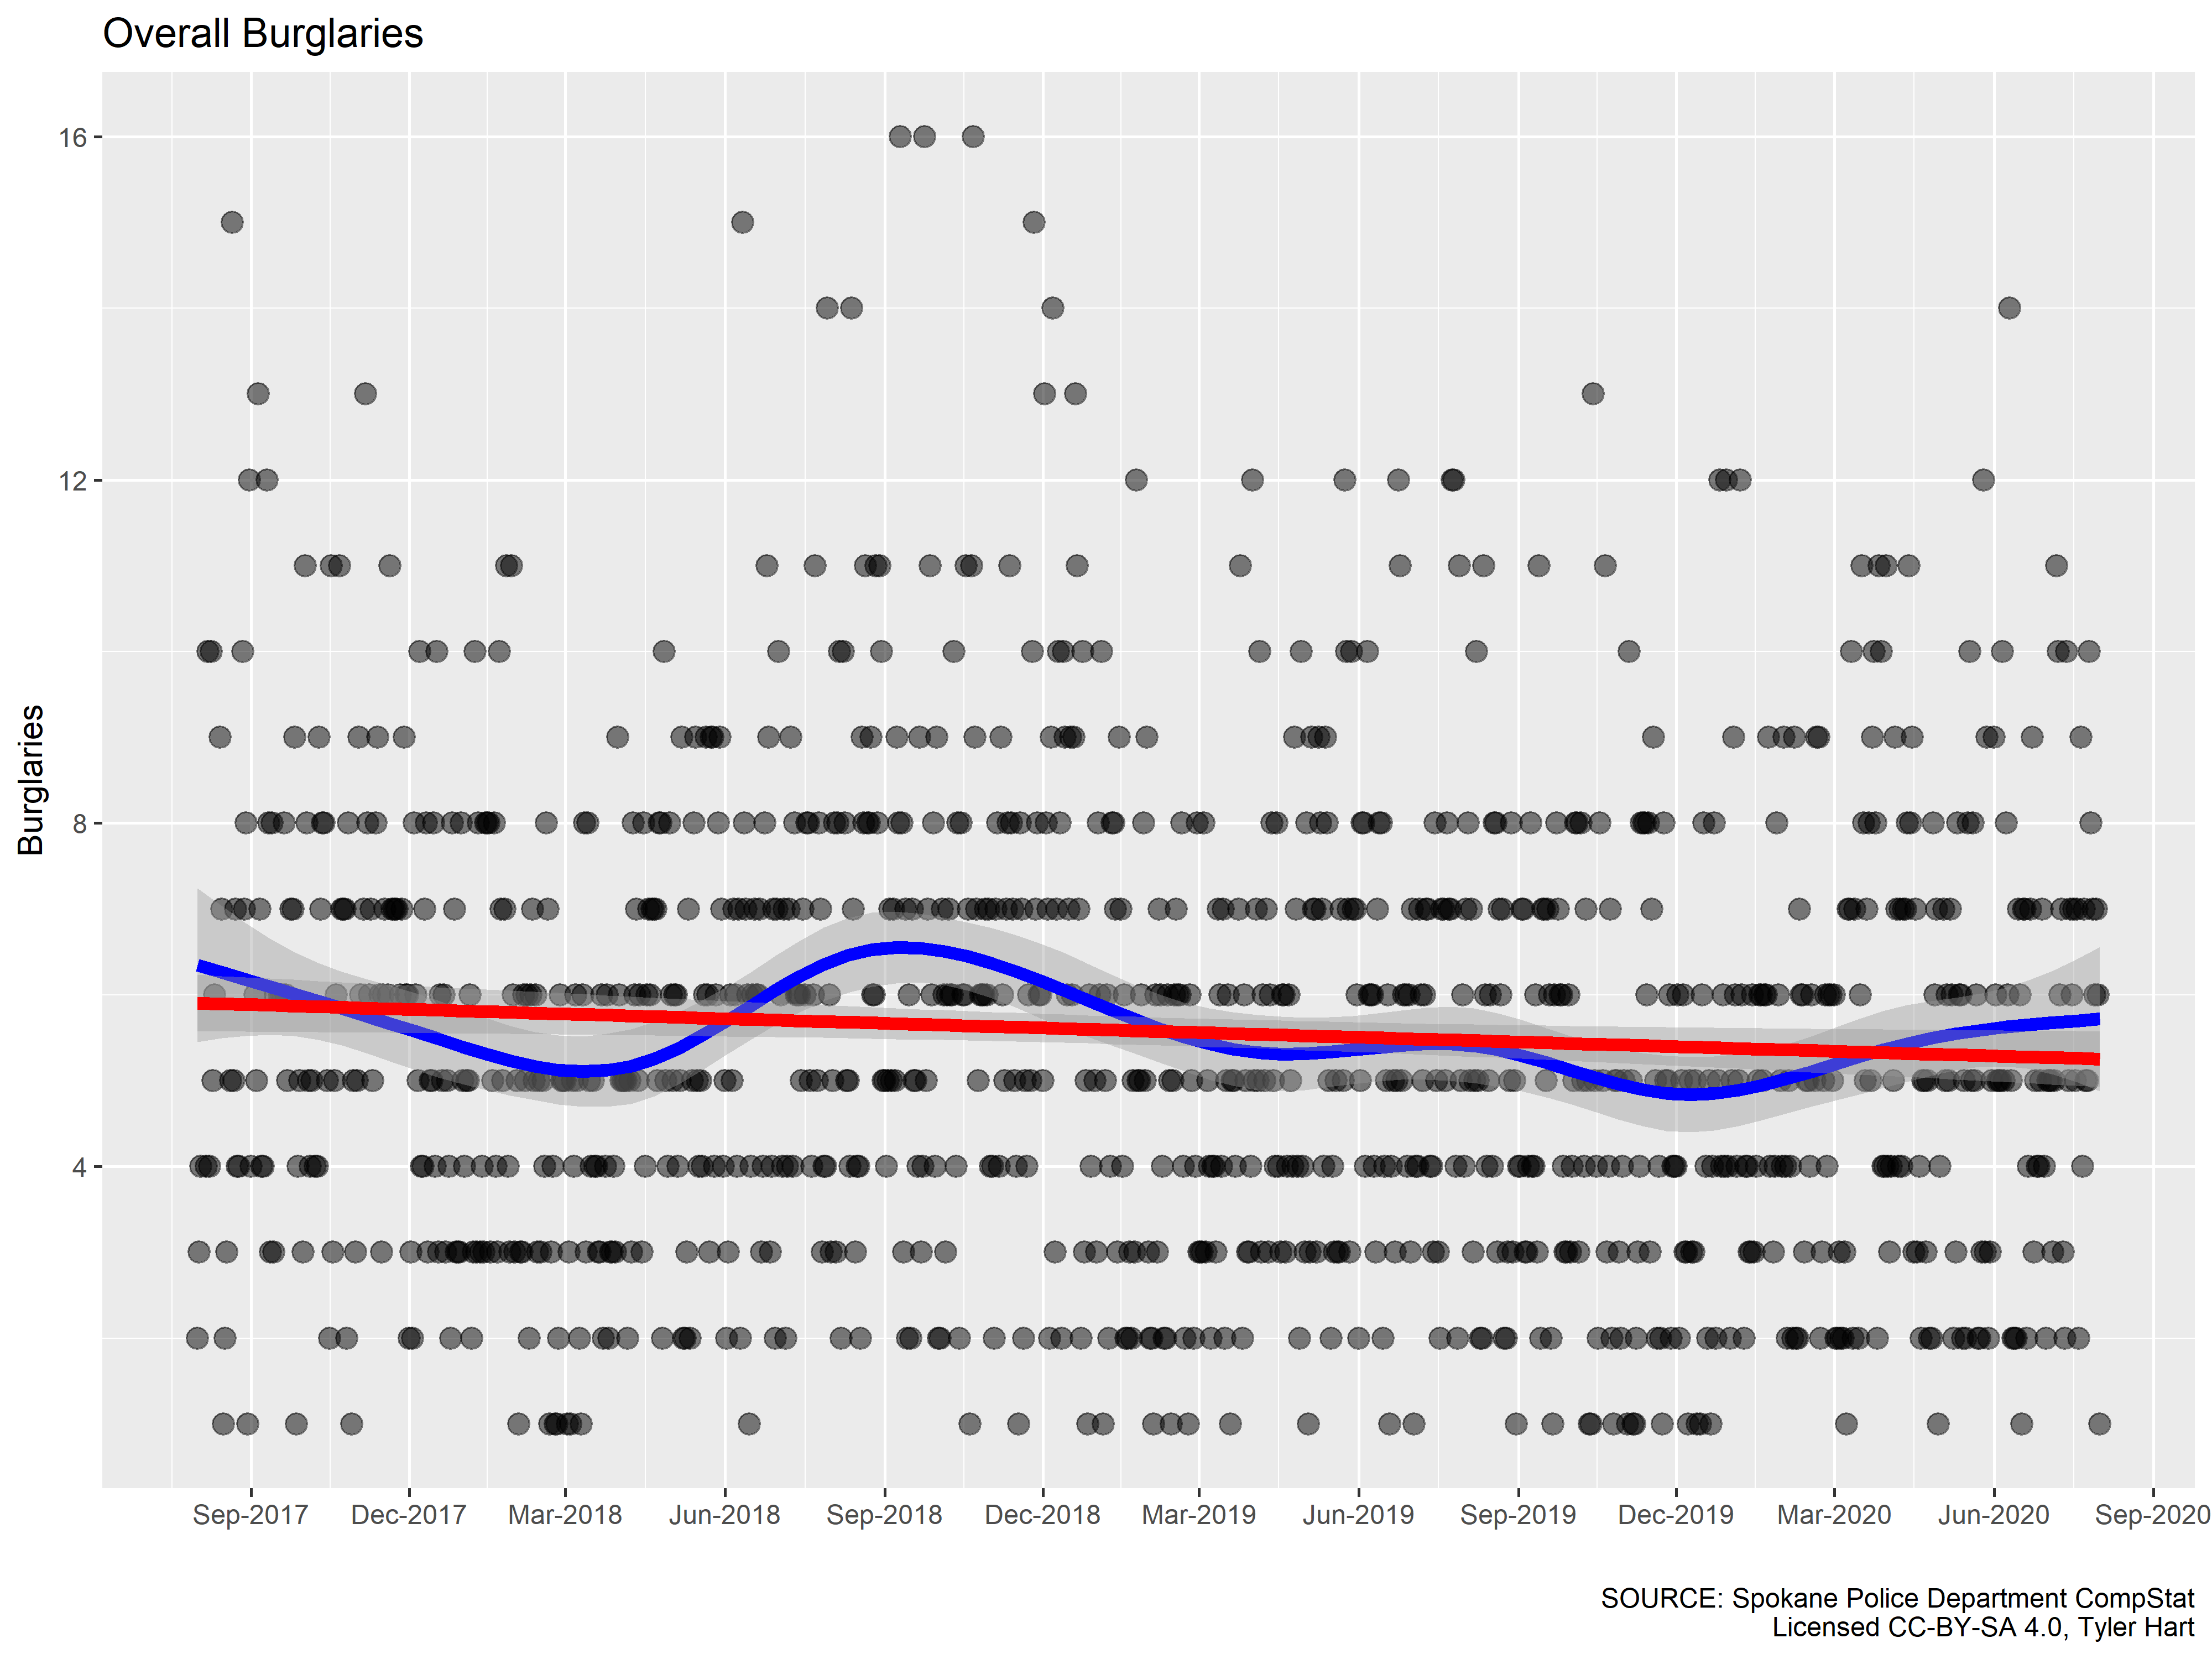 Overall Burglaries
Burglaries
16
12
8
4
Sep-2017 Dec-2017 Mar-2018 Jun-2018 Sep-2018 Dec-2018 Mar-2019 Jun-2019 Sep-2019 Dec-2019 Mar-2020 Jun-2020 Sep-2020
SOURCE: Spokane Police Department CompStat
Licensed CC-BY-SA 4.0, Tyler Hart